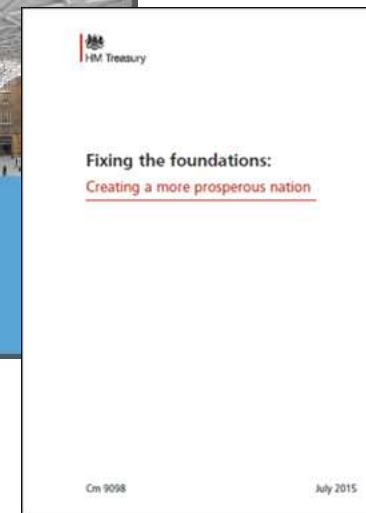 HM Treasury
Fixing the foundations:
Creating a more prosperous nation
Cm 9098 July 2015